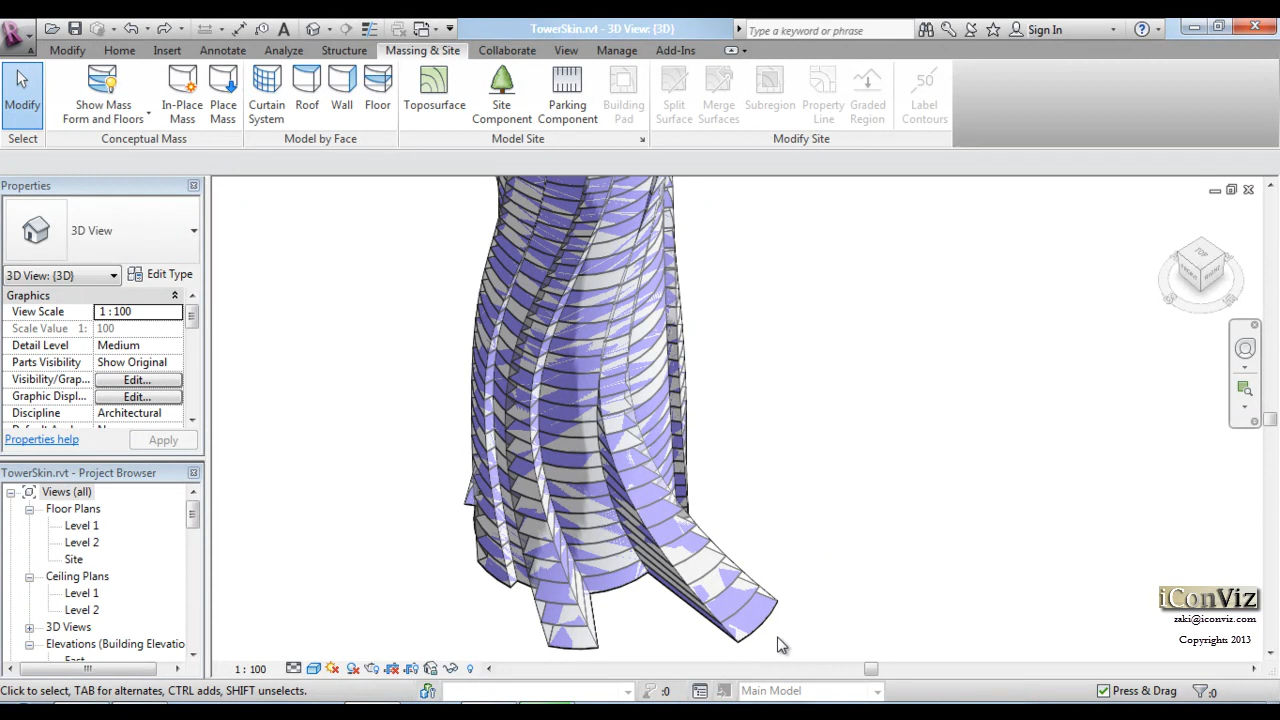 TowerSkin.rvt - 3D View: {3D}
Type a keyword or phrase
Sign In
Modify Home Insert Annotate Analyze Structure Massing & Site Collaborate View Manage Add-Ins
Modify
Show Mass Form and Floors
In-Place Mass
Place Mass
Curtain System
Roof
Wall
Floor
Toposurface
Site Component
Parking Component
Building Pad
Split Surface
Merge Surfaces
Subregion
Property Line
Graded Region
50
Label Contours
Select Conceptual Mass Model by Face Model Site Modify Site
Properties
3D View
3D View: {3D} Edit Type
Graphics
View Scale 1 : 100
Scale Value 1: 100
Detail Level Medium
Parts Visibility Show Original
Visibility/Grap... Edit...
Graphic Displ... Edit...
Discipline Architectural
Properties help Apply
TowerSkin.rvt - Project Browser
Views (all)
Floor Plans
Level 1
Level 2
Site
Ceiling Plans
Level 1
Level 2
3D Views
Elevations (Building Elevatio
TOP
FRONT
RIGHT
iConViz
zaki@iconviz.com
Copyrights 2013
1 : 100
Click to select, TAB for alternates, CTRL adds, SHIFT unselects.
:0
Main Model
Press & Drag
:0